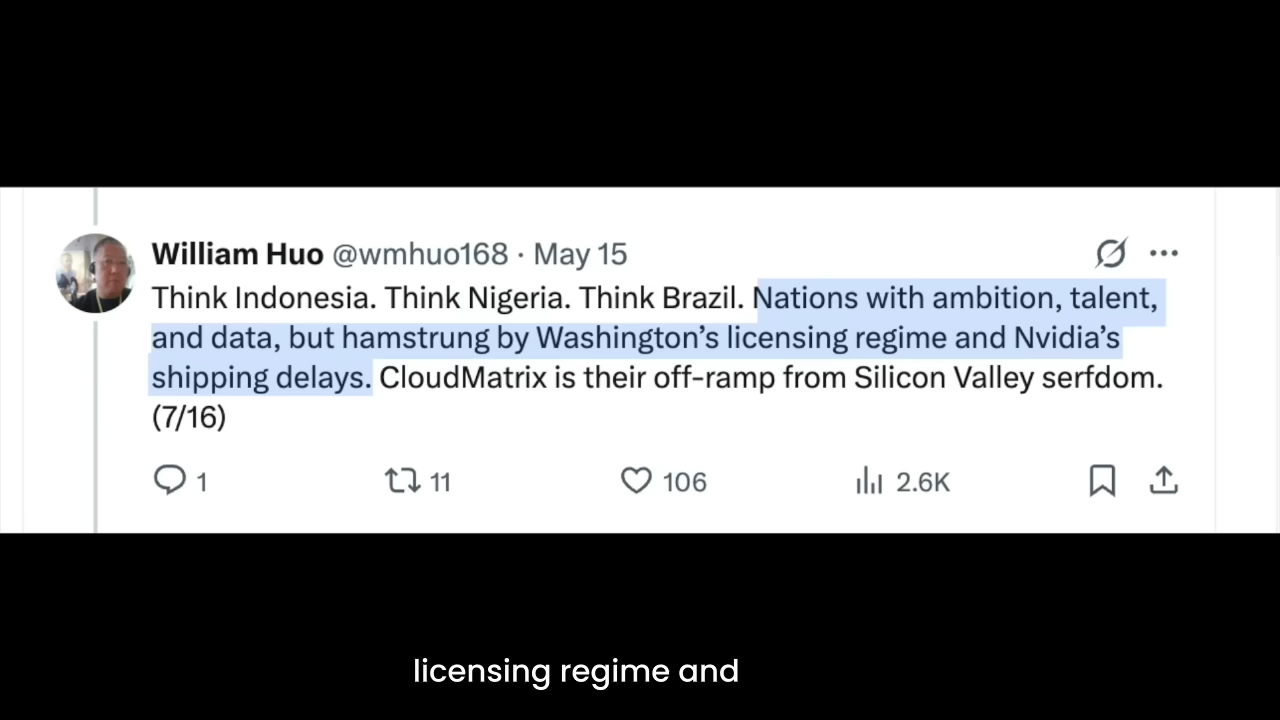 William Huo @wmhuo168 · May 15
Think Indonesia. Think Nigeria. Think Brazil. Nations with ambition, talent,
and data, but hamstrung by Washington’s licensing regime and Nvidia’s
shipping delays. CloudMatrix is their off-ramp from Silicon Valley serfdom.
(7/16)
1 11 106 2.6K
licensing regime and